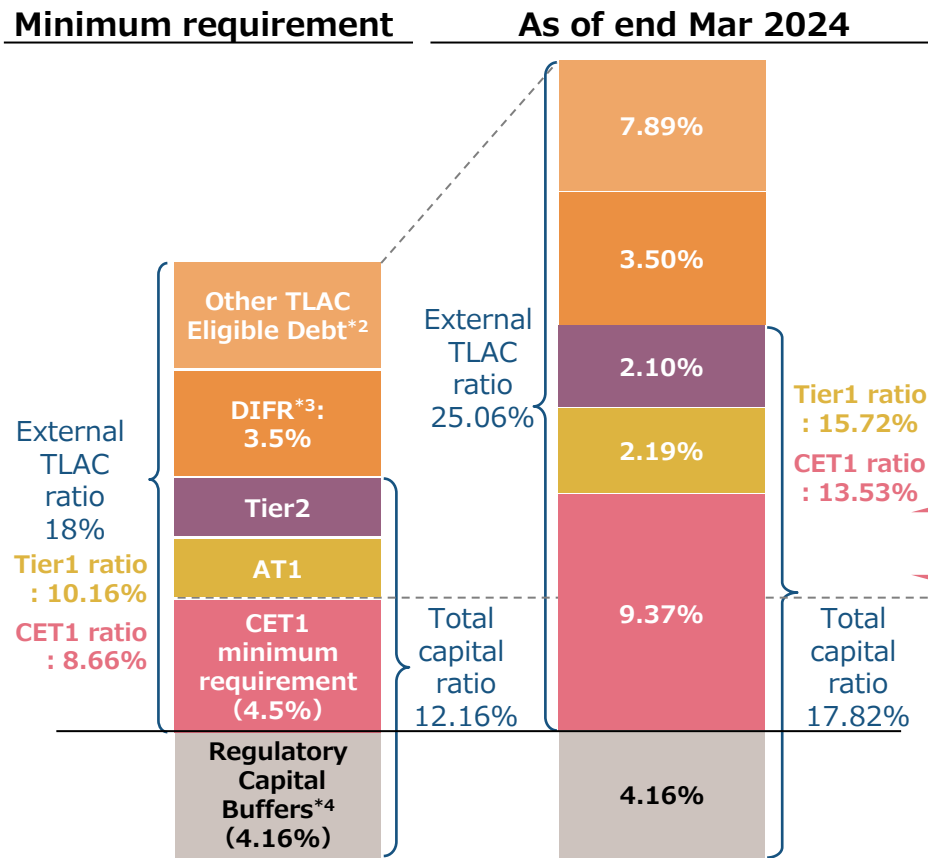 Minimum requirement
As of end Mar 2024
Other TLAC
Eligible Debt*2
DIFR*3:
3.5%
Tier2
AT1
CET1
minimum
requirement
(4.5%)
Regulatory
Capital
Buffers*4
(4.16%)
External
TLAC
ratio
18%
Tier1 ratio
: 10.16%
CET1 ratio
: 8.66%
Total
capital
ratio
12.16%
External
TLAC
ratio
25.06%
7.89%
3.50%
2.10%
2.19%
9.37%
4.16%
Tier1 ratio
: 15.72%
CET1 ratio
: 13.53%
Total
capital
ratio
17.82%